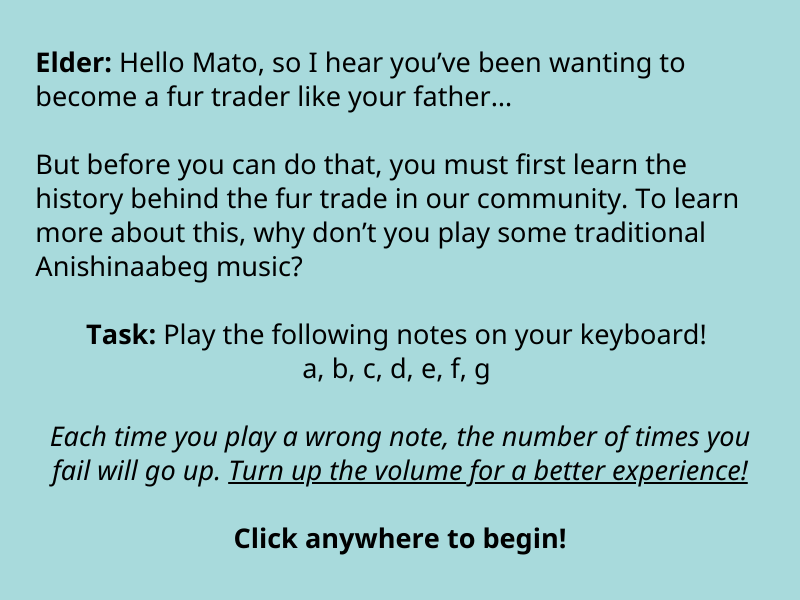 Elder: Hello Mato, so I hear you’ve been wanting to
become a fur trader like your father...
But before you can do that, you must first learn the
history behind the fur trade in our community. To learn
more about this, why don’t you play some traditional
Anishinaabeg music?
Task: Play the following notes on your keyboard!
a, b, c, d, e, f, g
Each time you play a wrong note, the number of times you
fail will go up. Turn up the volume for a better experience!
Click anywhere to begin!